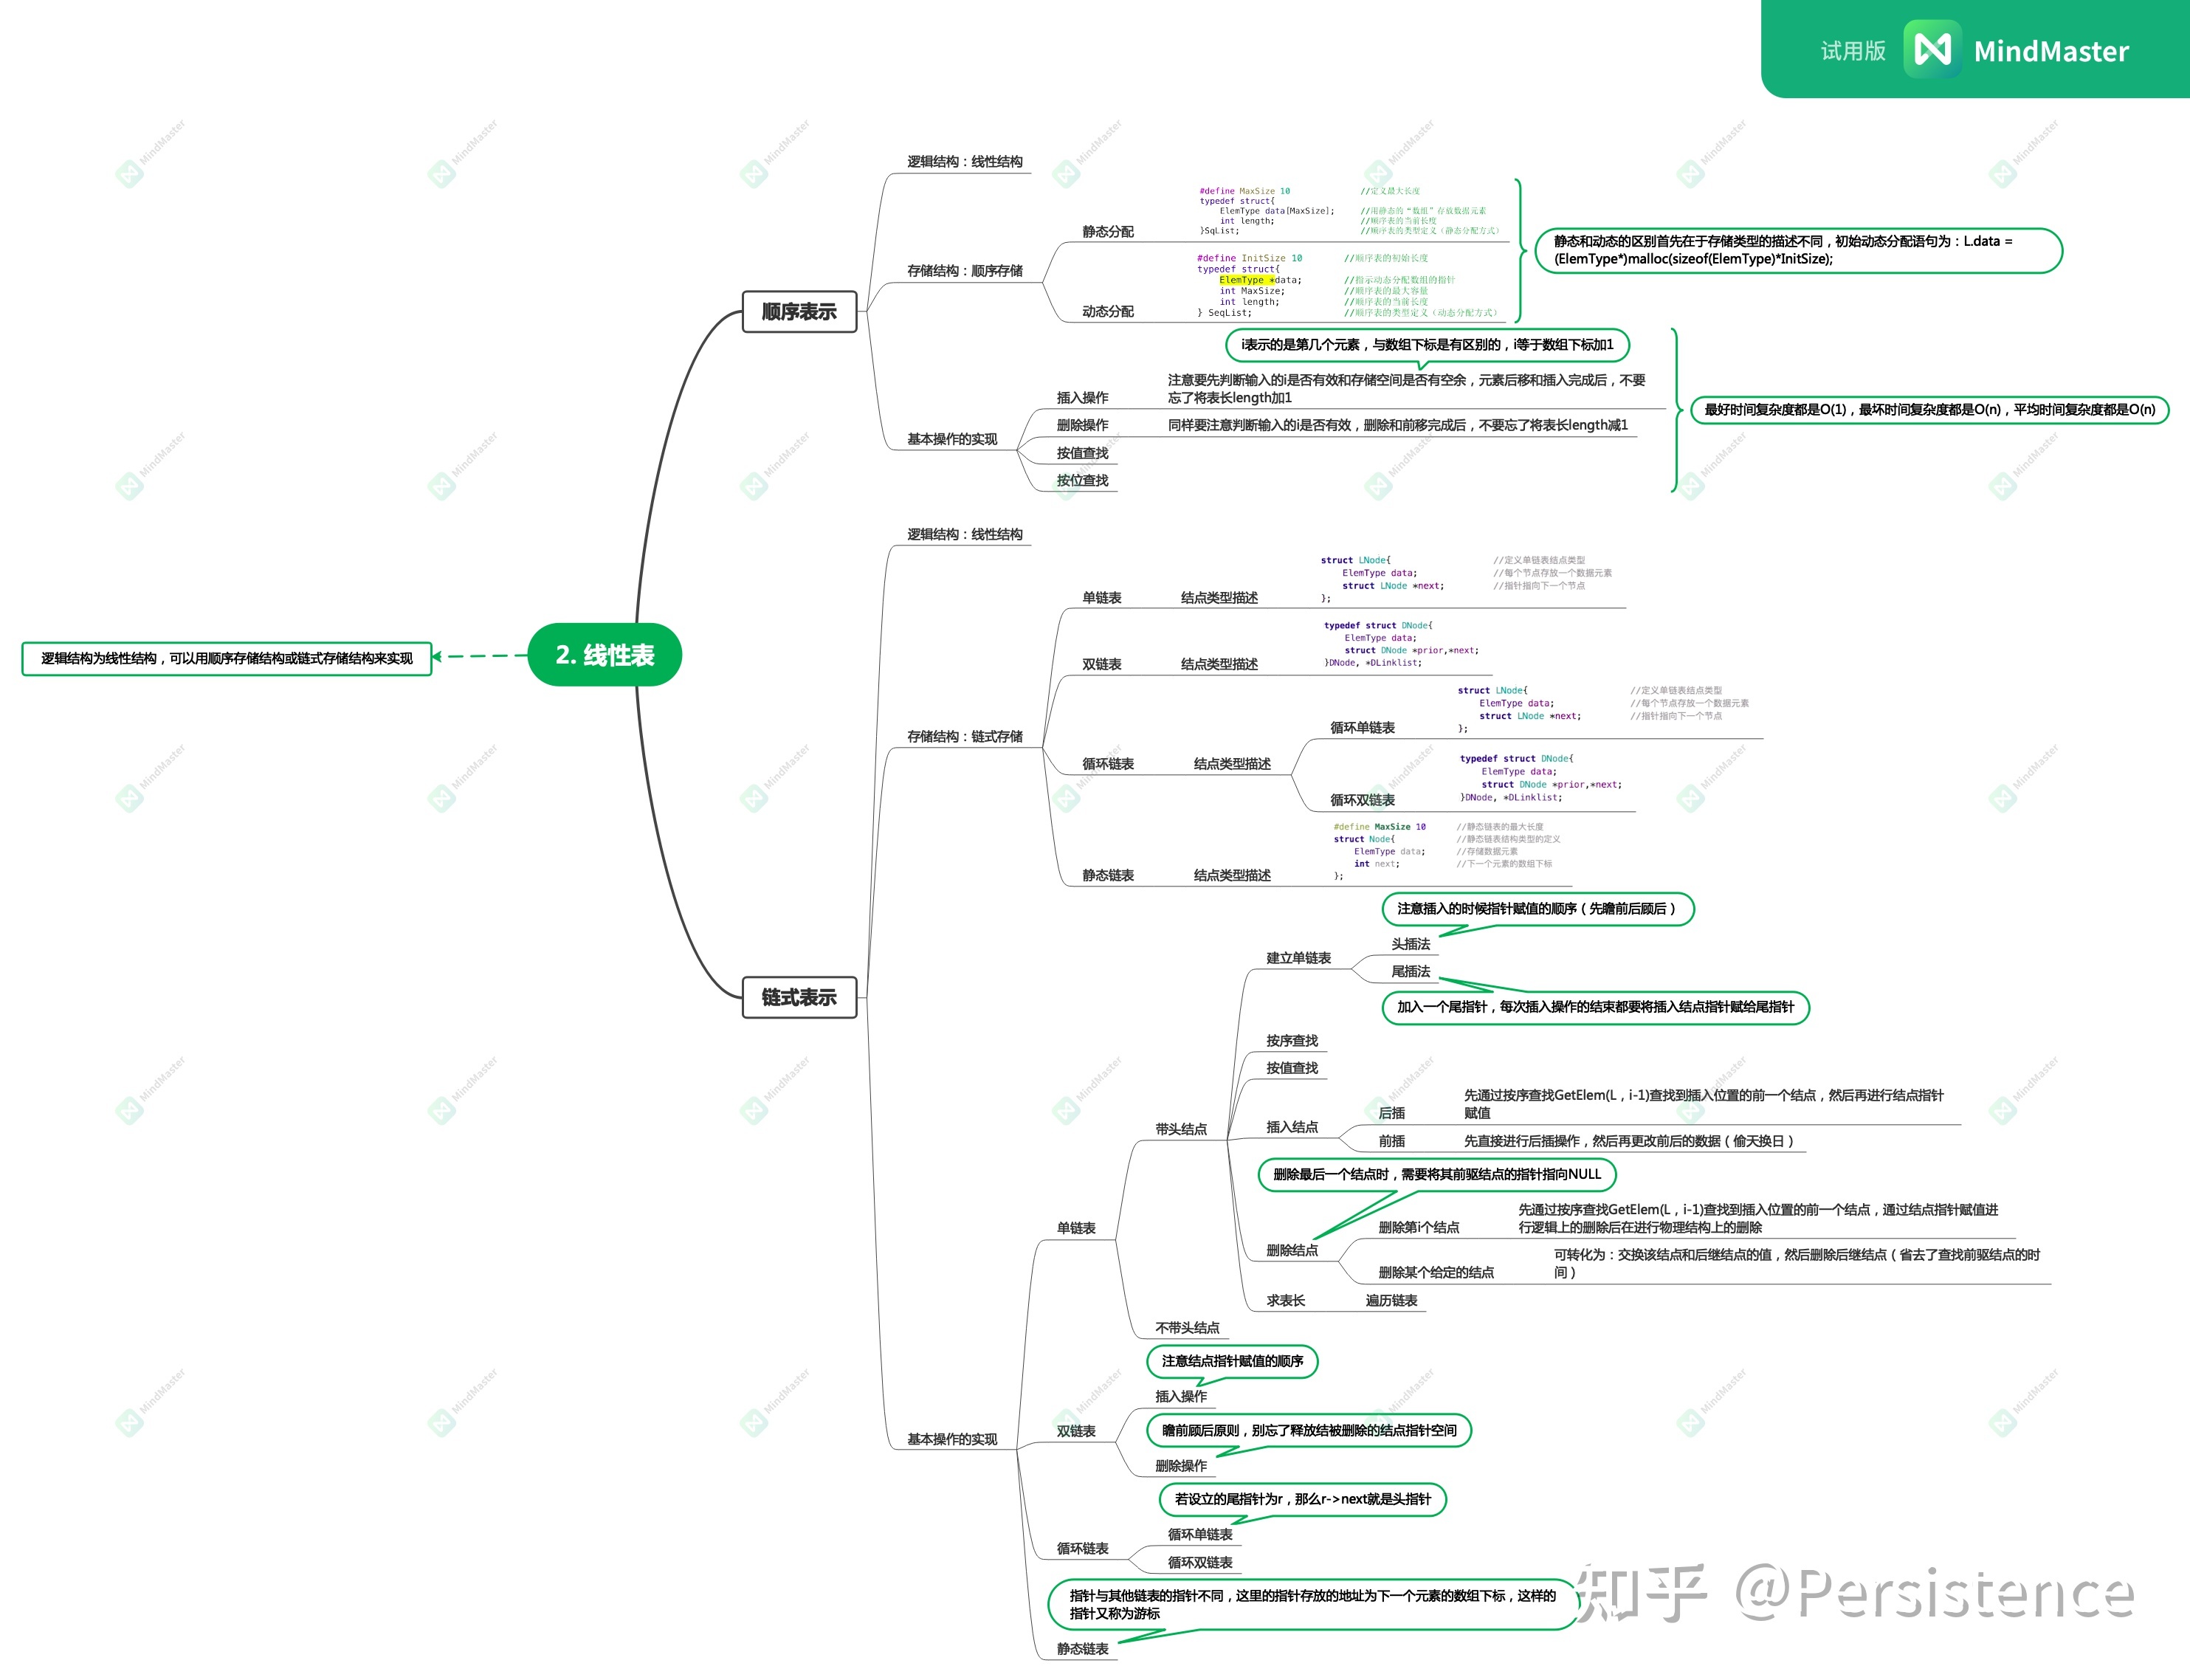 试用版 MindMaster
逻辑结构：线性结构
#define MaxSize 10 //定义最大长度
typedef struct{
ElemType data[MaxSize]; //用静态的“数组”存放数据元素
int length; //顺序表的当前长度
}SqList; //顺序表的类型定义（静态分配方式）
静态分配
静态和动态的区别首先在于存储类型的描述不同，初始动态分配语句为：L.data =
(ElemType*)malloc(sizeof(ElemType)*InitSize);
存储结构：顺序存储
#define InitSize 10 //顺序表的初始长度
typedef struct{
ElemType *data; //指示动态分配数组的指针
int MaxSize; //顺序表的最大容量
int length; //顺序表的当前长度
} SeqList; //顺序表的类型定义（动态分配方式）
动态分配
顺序表示
i表示的是第几个元素，与数组下标是有区别的，i等于数组下标加1
插入操作
注意要先判断输入的i是否有效和存储空间是否有空余，元素后移和插入完成后，不要
忘了将表长length加1
最好时间复杂度都是O(1)，最坏时间复杂度都是O(n)，平均时间复杂度都是O(n)
删除操作 同样要注意判断输入的i是否有效，删除和前移完成后，不要忘了将表长length减1
基本操作的实现
按值查找
按位查找
逻辑结构：线性结构
struct LNode{ //定义单链表结点类型
ElemType data; //每个节点存放一个数据元素
struct LNode *next; //指针指向下一个节点
};
单链表 结点类型描述
typedef struct DNode{
ElemType data;
struct DNode *prior,*next;
}DNode, *DLinklist;
双链表 结点类型描述
2. 线性表
逻辑结构为线性结构，可以用顺序存储结构或链式存储结构来实现
struct LNode{ //定义单链表结点类型
ElemType data; //每个节点存放一个数据元素
struct LNode *next; //指针指向下一个节点
};
循环单链表
存储结构：链式存储
循环链表 结点类型描述
typedef struct DNode{
ElemType data;
struct DNode *prior,*next;
}DNode, *DLinklist;
循环双链表
#define MaxSize 10 //静态链表的最大长度
struct Node{ //静态链表结构类型的定义
ElemType data; //存储数据元素
int next; //下一个元素的数组下标
};
静态链表 结点类型描述
链式表示
注意插入的时候指针赋值的顺序（先瞻前后顾后）
头插法
建立单链表
尾插法
加入一个尾指针，每次插入操作的结束都要将插入结点指针赋给尾指针
按序查找
按值查找
带头结点
插入结点
后插
先通过按序查找GetElem(L，i-1)查找到插入位置的前一个结点，然后再进行结点指针
赋值
前插 先直接进行后插操作，然后再更改前后的数据（偷天换日）
删除最后一个结点时，需要将其前驱结点的指针指向NULL
单链表
删除第i个结点
先通过按序查找GetElem(L，i-1)查找到插入位置的前一个结点，通过结点指针赋值进
行逻辑上的删除后在进行物理结构上的删除
删除结点
删除某个给定的结点
可转化为：交换该结点和后继结点的值，然后删除后继结点（省去了查找前驱结点的时
间）
求表长 遍历链表
不带头结点
注意结点指针赋值的顺序
插入操作
双链表
瞻前顾后原则，别忘了释放结被删除的结点指针空间
删除操作
基本操作的实现
若设立的尾指针为r，那么r->next就是头指针
循环单链表
循环链表
循环双链表
指针与其他链表的指针不同，这里的指针存放的地址为下一个元素的数组下标，这样的
指针又称为游标
静态链表
知乎 @Persistence